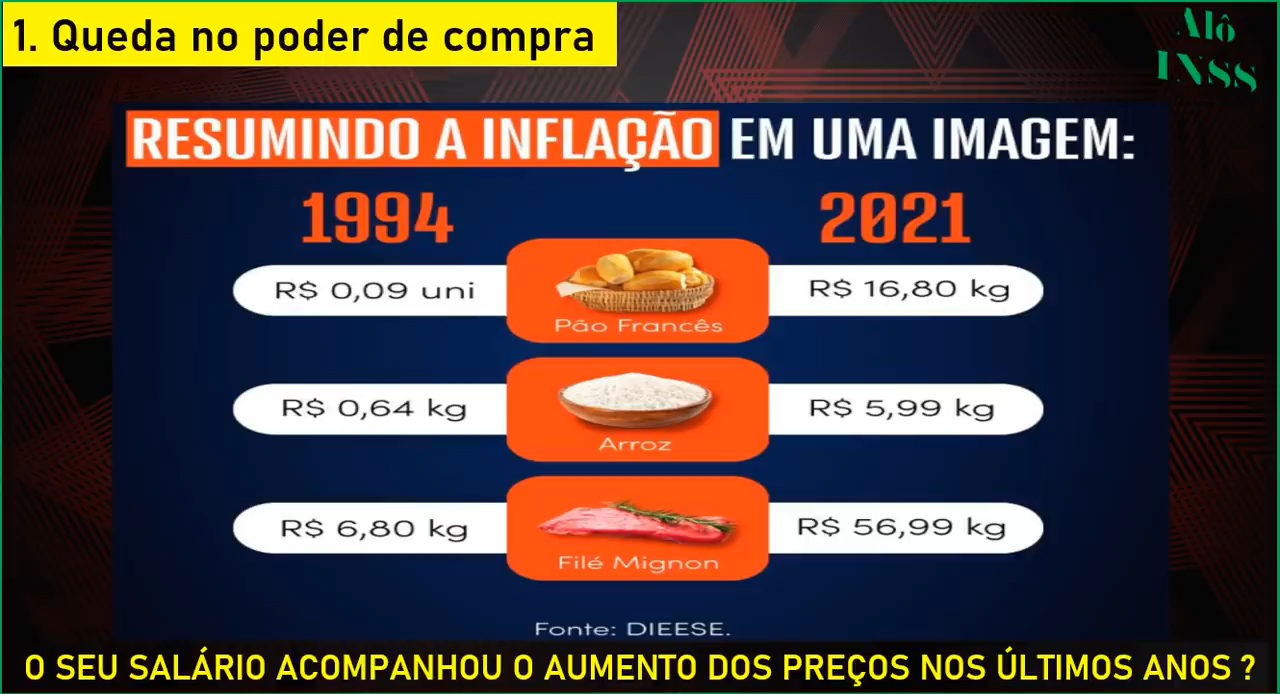 1. Queda no poder de compra
Alô
INSS
RESUMINDO A INFLAÇÃO EM UMA IMAGEM:
1994 2021
R$ 0,09 uni R$ 16,80 kg
Pão Francês
R$ 0,64 kg R$ 5,99 kg
Arroz
R$ 6,80 kg R$ 56,99 kg
Filé Mignon
Fonte: DIEESE.
O SEU SALÁRIO ACOMPANHOU O AUMENTO DOS PREÇOS NOS ÚLTIMOS ANOS ?